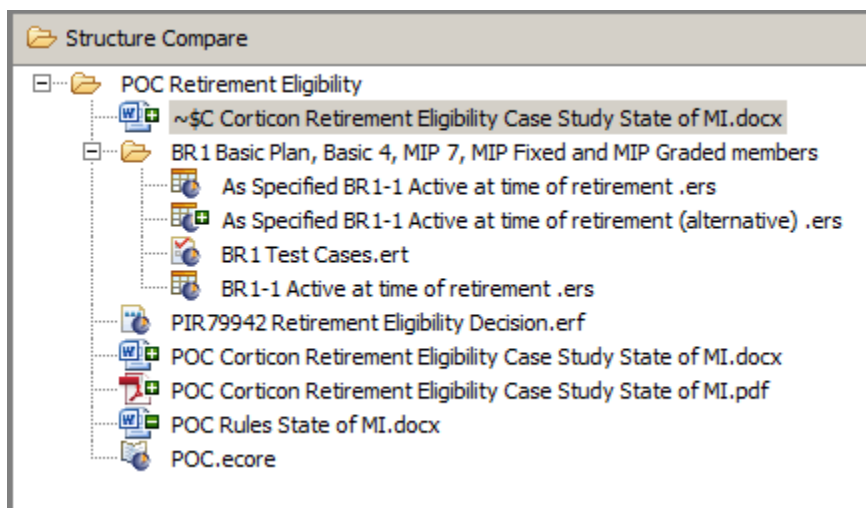 Structure Compare
POC Retirement Eligibility
~$C Corticon Retirement Eligibility Case Study State of MI.docx
BR1 Basic Plan, Basic 4, MIP 7, MIP Fixed and MIP Graded members
As Specified BR1-1 Active at time of retirement .ers
As Specified BR1-1 Active at time of retirement (alternative) .ers
BR1 Test Cases.ert
BR1-1 Active at time of retirement .ers
PIR79942 Retirement Eligibility Decision.erf
POC Corticon Retirement Eligibility Case Study State of MI.docx
POC Corticon Retirement Eligibility Case Study State of MI.pdf
POC Rules State of MI.docx
POC.ecore